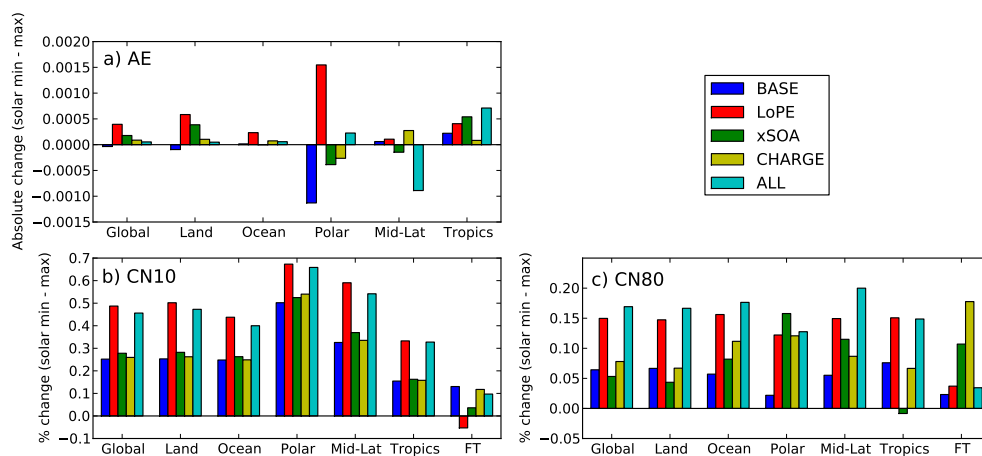 Absolute change (solar min - max)
a) AE
0.0020
0.0015
0.0010
0.0005
0.0000
−0.0005
−0.0010
−0.0015
Global Land Ocean Polar Mid-Lat Tropics
BASE
LoPE
xSOA
CHARGE
ALL
% change (solar min - max)
b) CN10
0.7
0.6
0.5
0.4
0.3
0.2
0.1
0.0
−0.1
Global Land Ocean Polar Mid-Lat Tropics FT
% change (solar min - max)
c) CN80
0.20
0.15
0.10
0.05
0.00
−0.05
Global Land Ocean Polar Mid-Lat Tropics FT